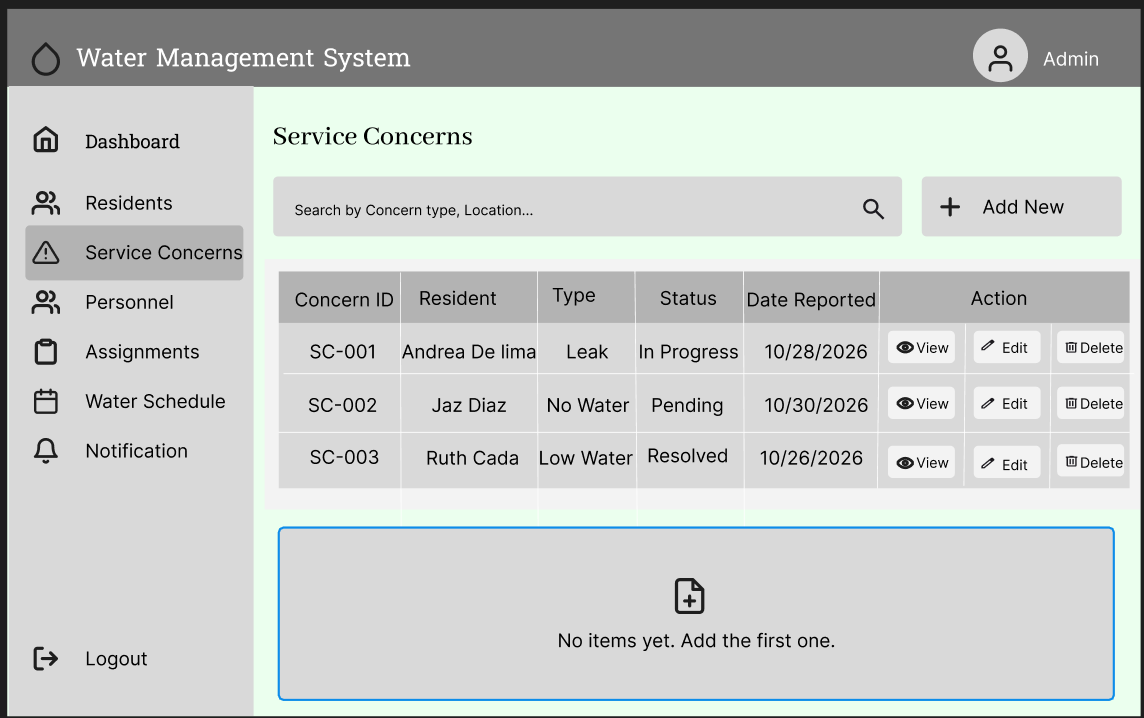 Water Management System
Admin
Dashboard
Residents
Service Concerns
Personnel
Assignments
Water Schedule
Notification
Logout
Service Concerns
Search by Concern type, Location...
Add New
Concern ID Resident Type Status Date Reported Action
SC-001 Andrea De lima Leak In Progress 10/28/2026 View Edit Delete
SC-002 Jaz Diaz No Water Pending 10/30/2026 View Edit Delete
SC-003 Ruth Cada Low Water Resolved 10/26/2026 View Edit Delete
No items yet. Add the first one.